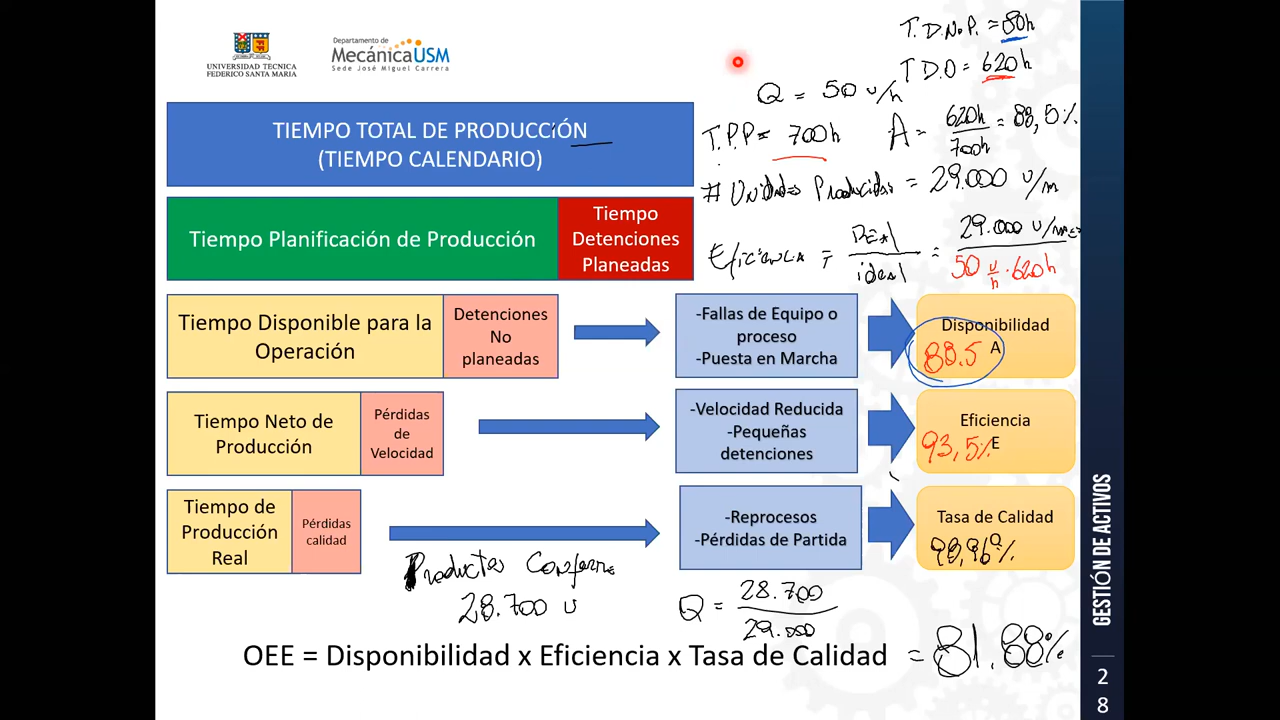 UNIVERSIDAD TECNICA
FEDERICO SANTA MARIA
Departamento de
MecánicaUSM
Sede José Miguel Carrera
T.D.N.P. = 80h
T D O = 620h
Q = 50 u/h
T.P.P = 700h
A = 620h / 700h = 88,5%
# Unidades Producidas = 29.000 u/m
Eficiencia = REAL / ideal = 29.000 u/mes / 50 u/h · 620h
TIEMPO TOTAL DE PRODUCCIÓN
(TIEMPO CALENDARIO)
Tiempo Planificación de Producción
Tiempo
Detenciones
Planeadas
Tiempo Disponible para la
Operación
Detenciones
No
planeadas
-Fallas de Equipo o
proceso
-Puesta en Marcha
Disponibilidad
A
88.5
Tiempo Neto de
Producción
Pérdidas
de
Velocidad
-Velocidad Reducida
-Pequeñas
detenciones
Eficiencia
E
93,5%
Tiempo de
Producción
Real
Pérdidas
calidad
-Reprocesos
-Pérdidas de Partida
Tasa de Calidad
Q
98,96%
Productos Conforme
28.700 u
Q = 28.700 / 29.000
OEE = Disponibilidad x Eficiencia x Tasa de Calidad = 81.88%
GESTIÓN DE ACTIVOS
2
8